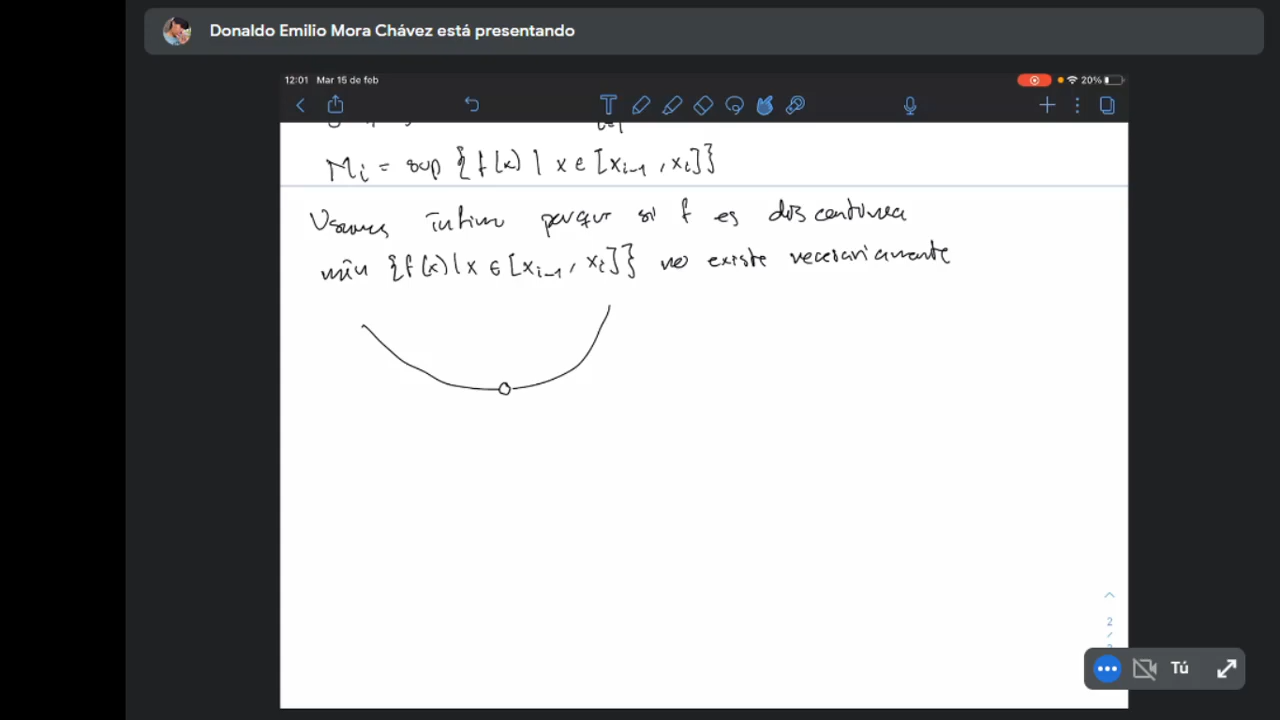 Donaldo Emilio Mora Chávez está presentando
12:01 Mar 15 de feb
20%
Mi = sup {f(x) | x ∈ [xi-1, xi]}
Usamos ínfimo porque si f es discontinua
mín {f(x) | x ∈ [xi-1, xi]} no existe necesariamente
2
/
Tú